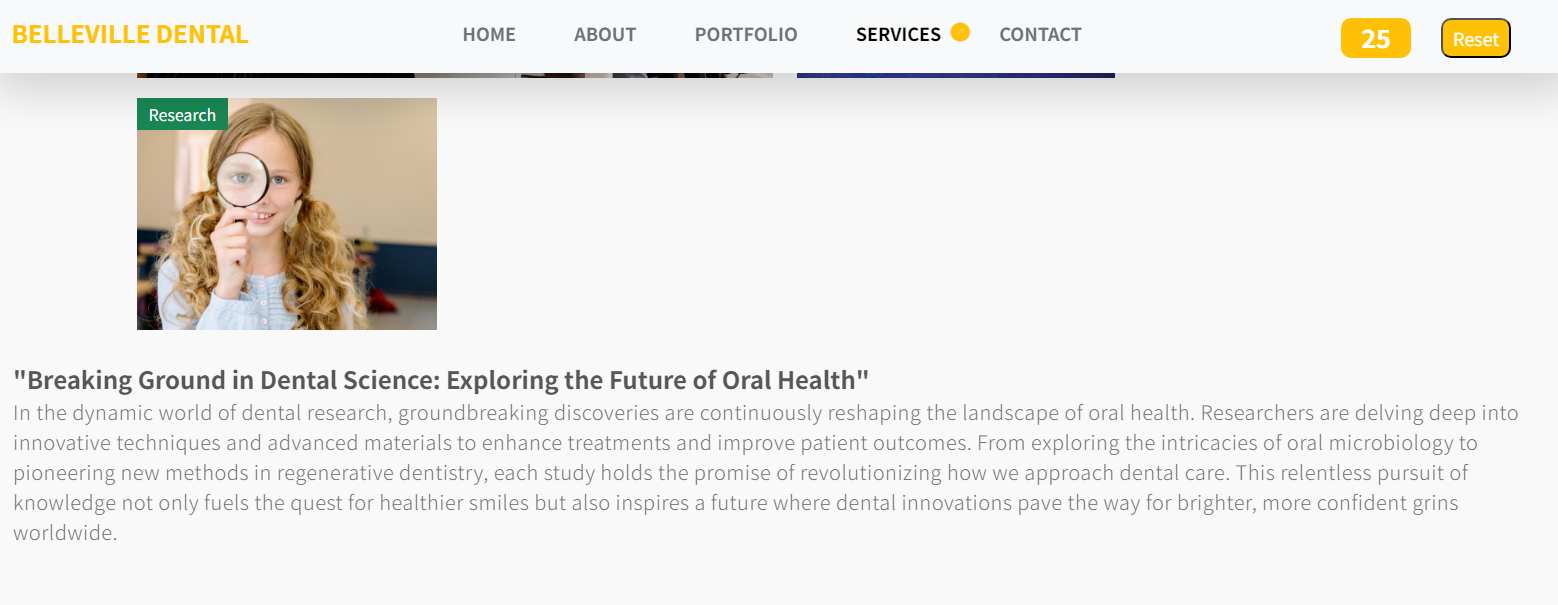 BELLEVILLE DENTAL
HOME ABOUT PORTFOLIO SERVICES CONTACT
25 Reset
Research
"Breaking Ground in Dental Science: Exploring the Future of Oral Health"
In the dynamic world of dental research, groundbreaking discoveries are continuously reshaping the landscape of oral health. Researchers are delving deep into
innovative techniques and advanced materials to enhance treatments and improve patient outcomes. From exploring the intricacies of oral microbiology to
pioneering new methods in regenerative dentistry, each study holds the promise of revolutionizing how we approach dental care. This relentless pursuit of
knowledge not only fuels the quest for healthier smiles but also inspires a future where dental innovations pave the way for brighter, more confident grins
worldwide.